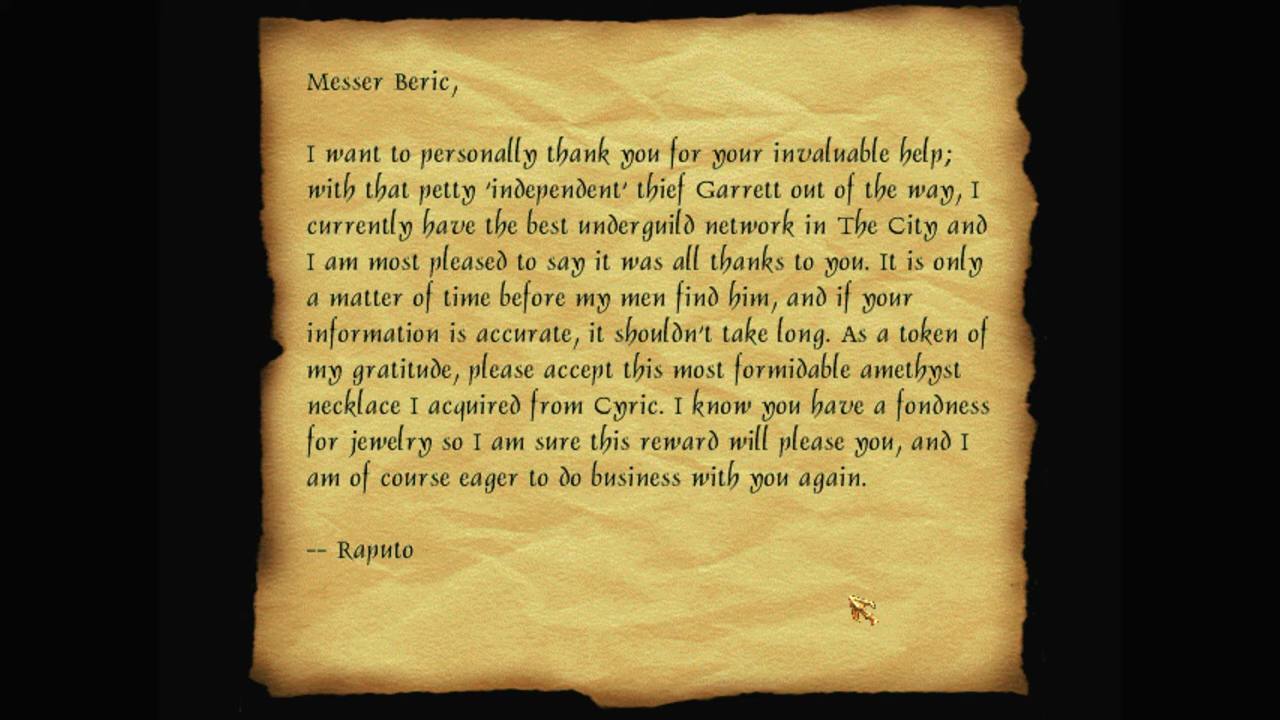 Messer Beric,
I want to personally thank you for your invaluable help;
with that petty 'independent' thief Garrett out of the way, I
currently have the best underguild network in The City and
I am most pleased to say it was all thanks to you. It is only
a matter of time before my men find him, and if your
information is accurate, it shouldn't take long. As a token of
my gratitude, please accept this most formidable amethyst
necklace I acquired from Cyric. I know you have a fondness
for jewelry so I am sure this reward will please you, and I
am of course eager to do business with you again.
-- Raputo